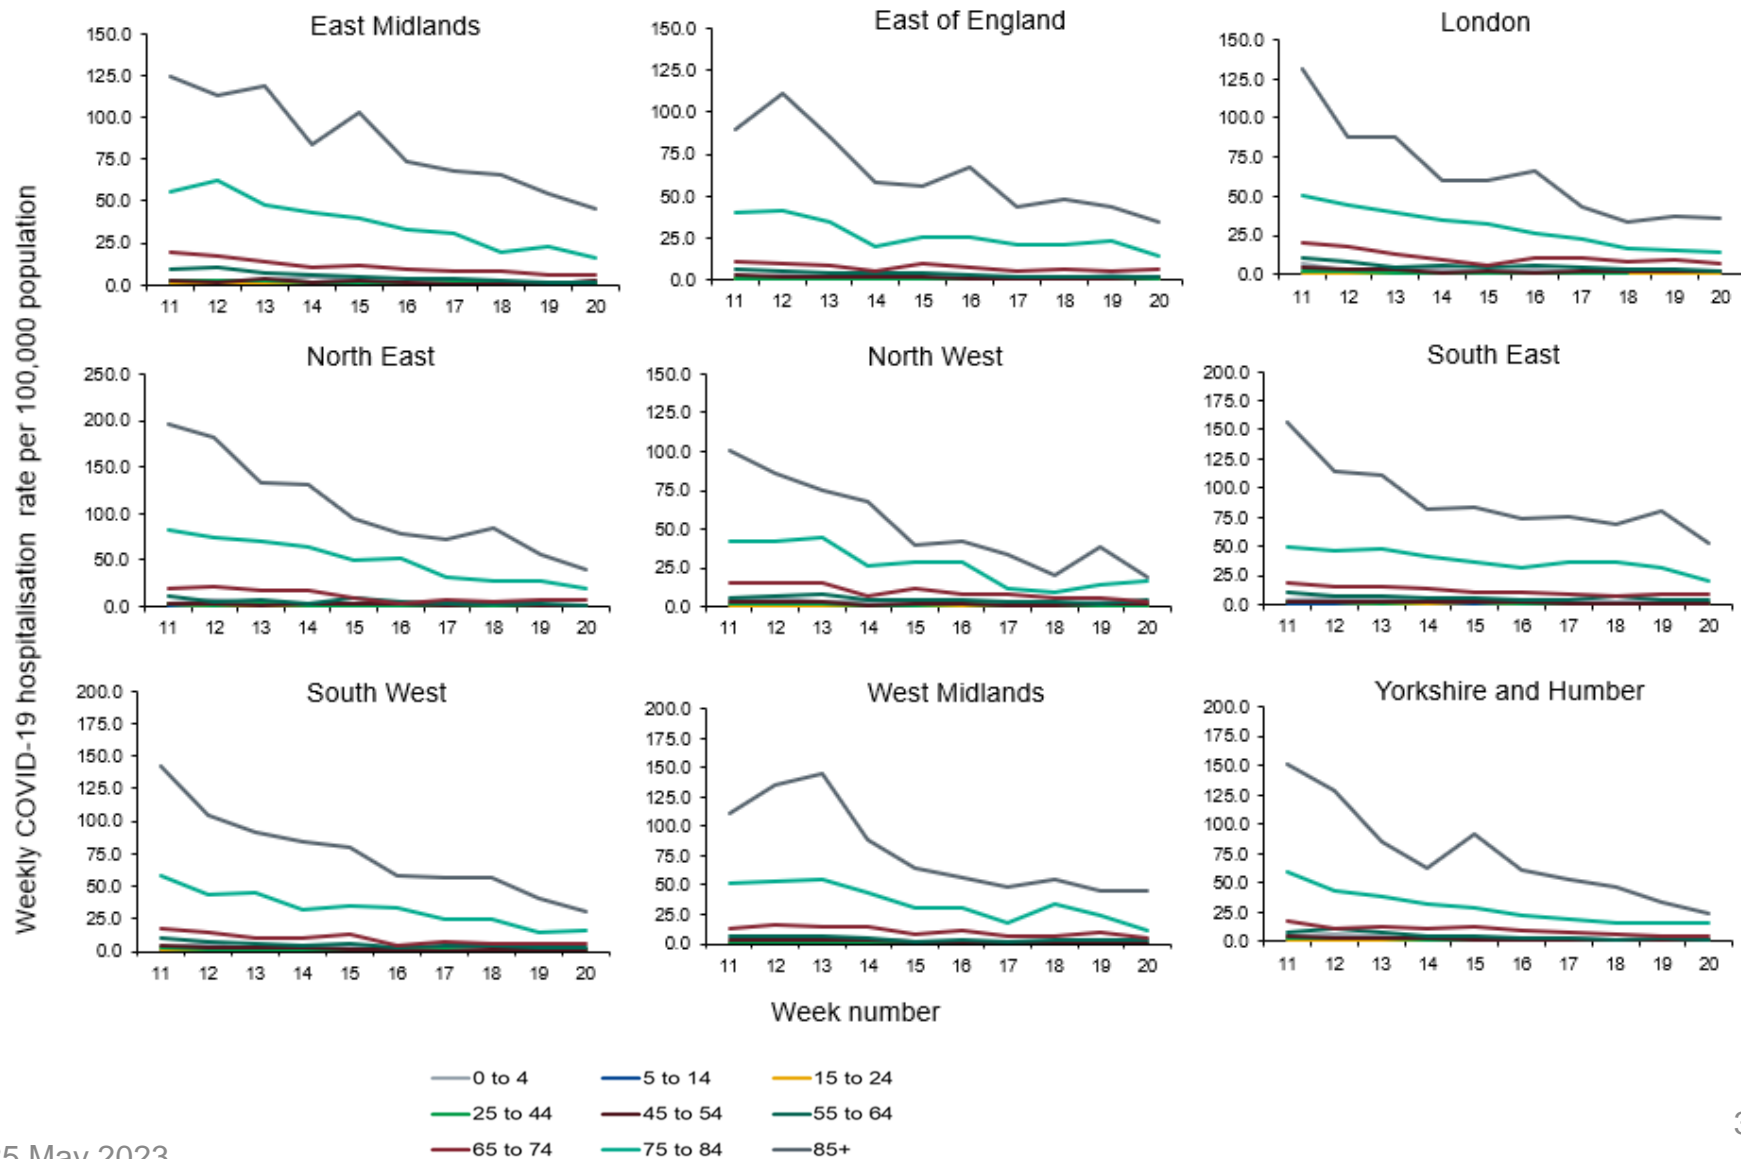 Weekly COVID-19 hospitalisation rate per 100,000 population
East Midlands
150.0
125.0
100.0
75.0
50.0
25.0
0.0
11 12 13 14 15 16 17 18 19 20
East of England
150.0
125.0
100.0
75.0
50.0
25.0
0.0
11 12 13 14 15 16 17 18 19 20
London
150.0
125.0
100.0
75.0
50.0
25.0
0.0
11 12 13 14 15 16 17 18 19 20
North East
250.0
200.0
150.0
100.0
50.0
0.0
11 12 13 14 15 16 17 18 19 20
North West
150.0
125.0
100.0
75.0
50.0
25.0
0.0
11 12 13 14 15 16 17 18 19 20
South East
200.0
175.0
150.0
125.0
100.0
75.0
50.0
25.0
0.0
11 12 13 14 15 16 17 18 19 20
South West
200.0
175.0
150.0
125.0
100.0
75.0
50.0
25.0
0.0
11 12 13 14 15 16 17 18 19 20
West Midlands
200.0
175.0
150.0
125.0
100.0
75.0
50.0
25.0
0.0
11 12 13 14 15 16 17 18 19 20
Yorkshire and Humber
200.0
175.0
150.0
125.0
100.0
75.0
50.0
25.0
0.0
11 12 13 14 15 16 17 18 19 20
Week number
0 to 4 5 to 14 15 to 24
25 to 44 45 to 54 55 to 64
65 to 74 75 to 84 85+
May 2023